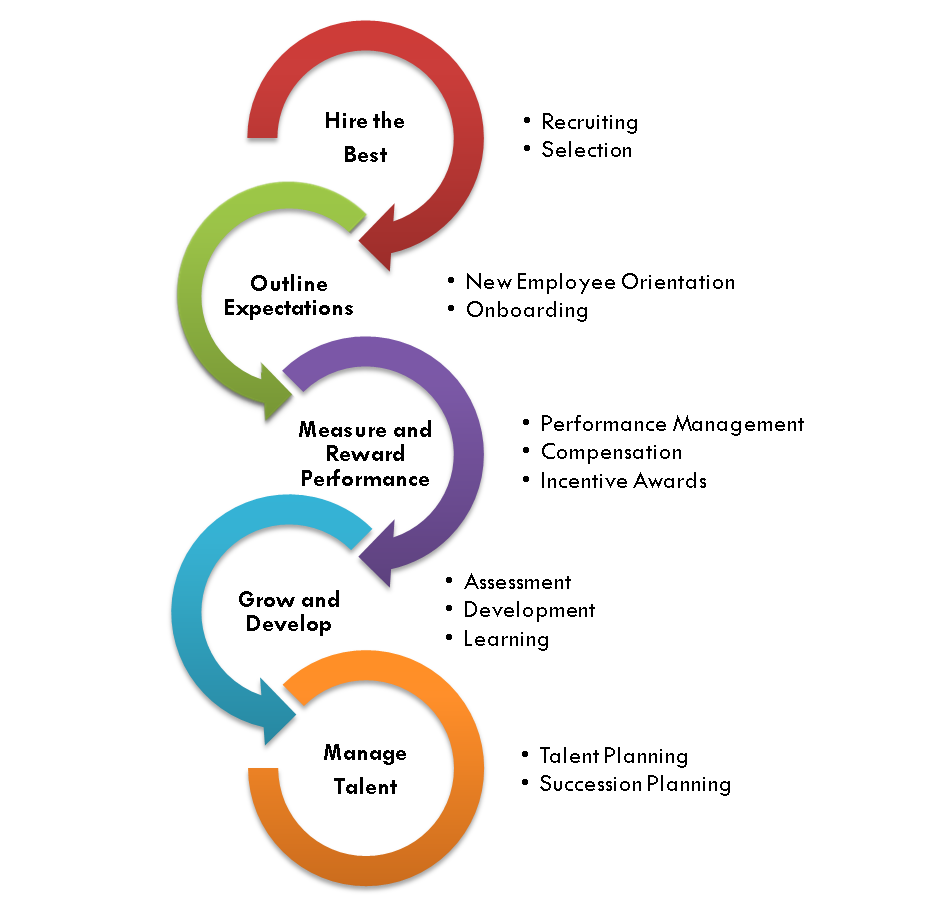 Hire the
Best
• Recruiting
• Selection
Outline
Expectations
• New Employee Orientation
• Onboarding
Measure and
Reward
Performance
• Performance Management
• Compensation
• Incentive Awards
Grow and
Develop
• Assessment
• Development
• Learning
Manage
Talent
• Talent Planning
• Succession Planning